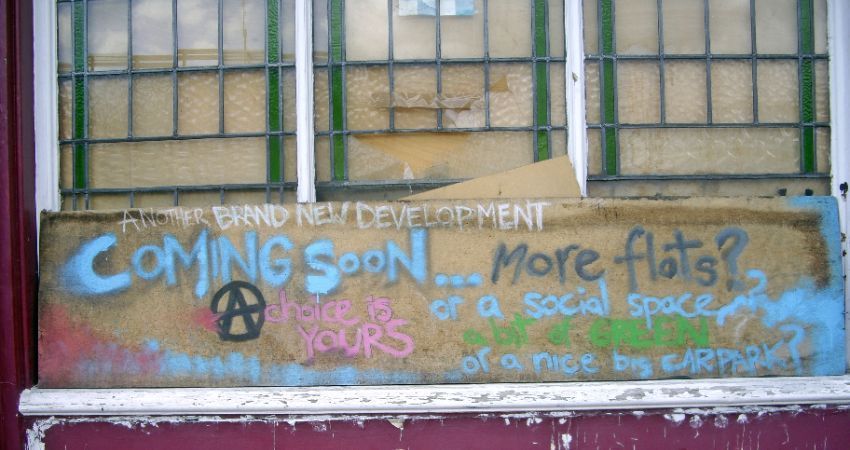 ANOTHER BRAND NEW DEVELOPMENT
COMING SOON... MORE flats?
A choice is
YOURS
or a social space,
a bit of GREEN
or a nice big CARPARK?